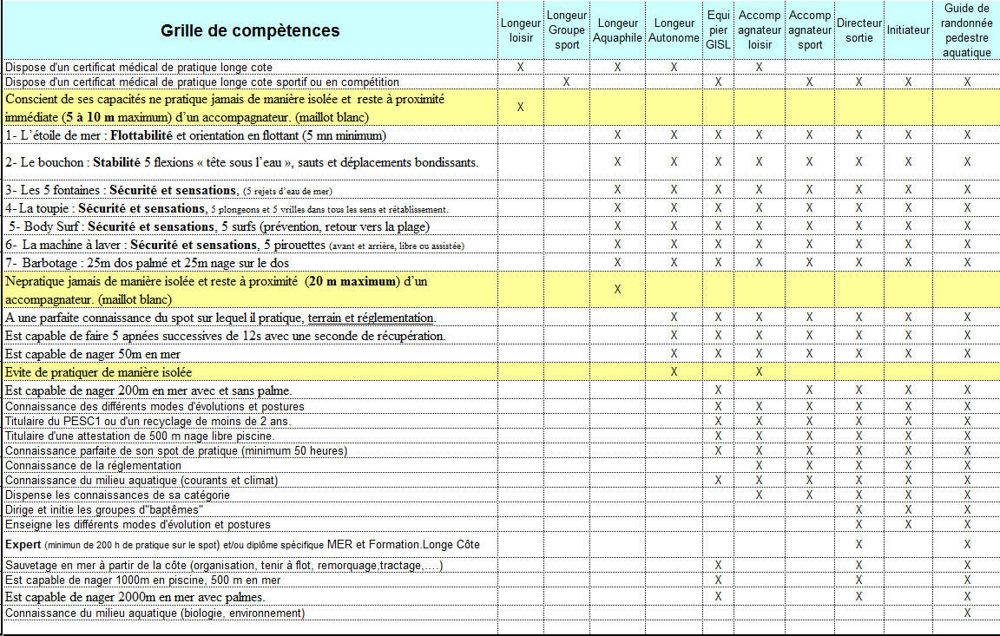 Grille de compètences
Longeur loisir
Longeur Groupe sport
Longeur Aquaphile
Longeur Autonome
Equi pier GISL
Accomp agnateur loisir
Accomp agnateur sport
Directeur sortie
Initiateur
Guide de randonnée pedestre aquatique
Dispose d'un certificat médical de pratique longe cote X X X X
Dispose d'un certificat médical de pratique longe cote sportif ou en compétition X X X X X X
Conscient de ses capacités ne pratique jamais de manière isolée et reste à proximité
immédiate (5 à 10 m maximum) d'un accompagnateur. (maillot blanc) X
1- L'étoile de mer : Flottabilité et orientation en flottant (5 mn minimum) X X X X X X X X
2- Le bouchon : Stabilité 5 flexions « tête sous l'eau », sauts et déplacements bondissants. X X X X X X X X
3- Les 5 fontaines : Sécurité et sensations, (5 rejets d'eau de mer) X X X X X X X X
4- La toupie : Sécurité et sensations, 5 plongeons et 5 vrilles dans tous les sens et rétablissement. X X X X X X X X
5- Body Surf : Sécurité et sensations, 5 surfs (prévention, retour vers la plage) X X X X X X X X
6- La machine à laver : Sécurité et sensations, 5 pirouettes (avant et arrière, libre ou assistée) X X X X X X X X
7- Barbotage : 25m dos palmé et 25m nage sur le dos X X X X X X X X
Nepratique jamais de manière isolée et reste à proximité (20 m maximum) d'un
accompagnateur. (maillot blanc) X
A une parfaite connaissance du spot sur lequel il pratique, terrain et réglementation. X X X X X X X
Est capable de faire 5 apnées successives de 12s avec une seconde de récupération. X X X X X X X
Est capable de nager 50m en mer X X X X X X X
Evite de pratiquer de manière isolée X X
Est capable de nager 200m en mer avec et sans palme. X X X X X
Connaissance des différents modes d'évolutions et postures X X X X X X
Titulaire du PESC1 ou d'un recyclage de moins de 2 ans. X X X X X X
Titulaire d'une attestation de 500 m nage libre piscine. X X X X X X
Connaissance parfaite de son spot de pratique (minimum 50 heures) X X X X X X
Connaissance de la réglementation X X X X X
Connaissance du milieu aquatique (courants et climat) X X X X X X
Dispense les connaissances de sa catégorie X X X X X
Dirige et initie les groupes d"baptêmes" X X X
Enseigne les différents modes d'évolution et postures X X X
Expert (minimun de 200 h de pratique sur le spot) et/ou diplôme spécifique MER et Formation.Longe Côte X X
Sauvetage en mer à partir de la côte (organisation, tenir à flot, remorquage,tractage,....) X X X
Est capable de nager 1000m en piscine, 500 m en mer X X X
Est capable de nager 2000m en mer avec palmes. X X X
Connaissance du milieu aquatique (biologie, environnement) X